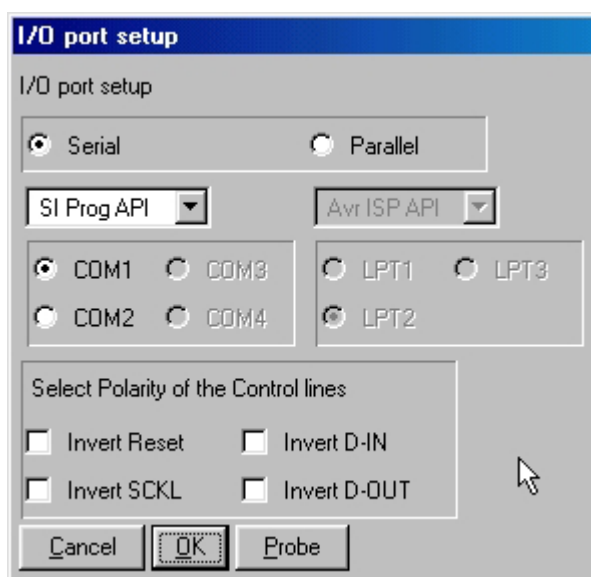 I/O port setup
I/O port setup
Serial Parallel
SI Prog API Avr ISP API
COM1 COM3 LPT1 LPT3
COM2 COM4 LPT2
Select Polarity of the Control lines
Invert Reset Invert D-IN
Invert SCKL Invert D-OUT
Cancel OK Probe